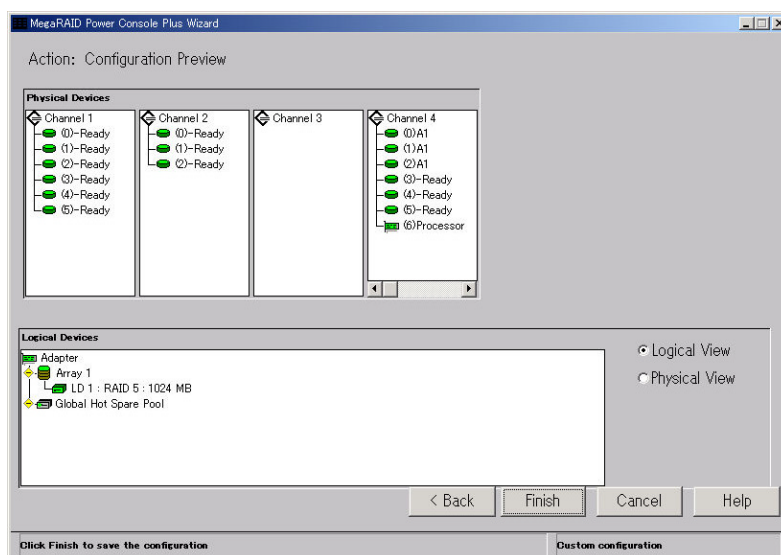 MegaRAID Power Console Plus Wizard
Action: Configuration Preview
Physical Devices
Channel 1
(0)-Ready
(1)-Ready
(2)-Ready
(3)-Ready
(4)-Ready
(5)-Ready
Channel 2
(0)-Ready
(1)-Ready
(2)-Ready
Channel 3
Channel 4
(0)A1
(1)A1
(2)A1
(3)-Ready
(4)-Ready
(5)-Ready
(6)Processor
Logical Devices
Adapter
Array 1
LD 1 : RAID 5 : 1024 MB
Global Hot Spare Pool
Logical View
Physical View
< Back
Finish
Cancel
Help
Click Finish to save the configuration
Custom configuration